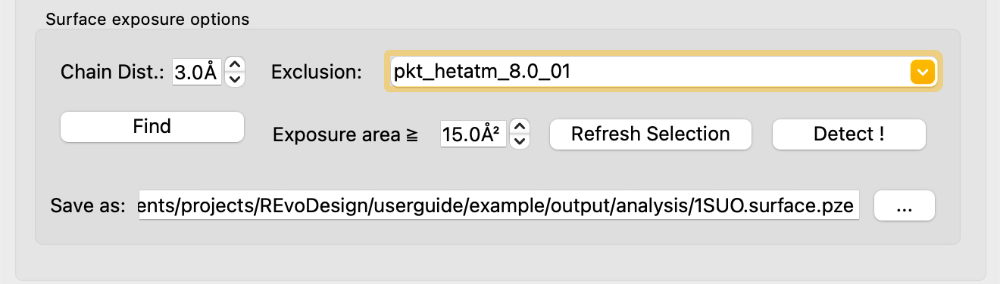 Surface exposure options
Chain Dist.: 3.0Å Exclusion: pkt_hetatm_8.0_01
Find Exposure area ≧ 15.0Å² Refresh Selection Detect !
Save as: ents/projects/REvoDesign/userguide/example/output/analysis/1SUO.surface.pze ...